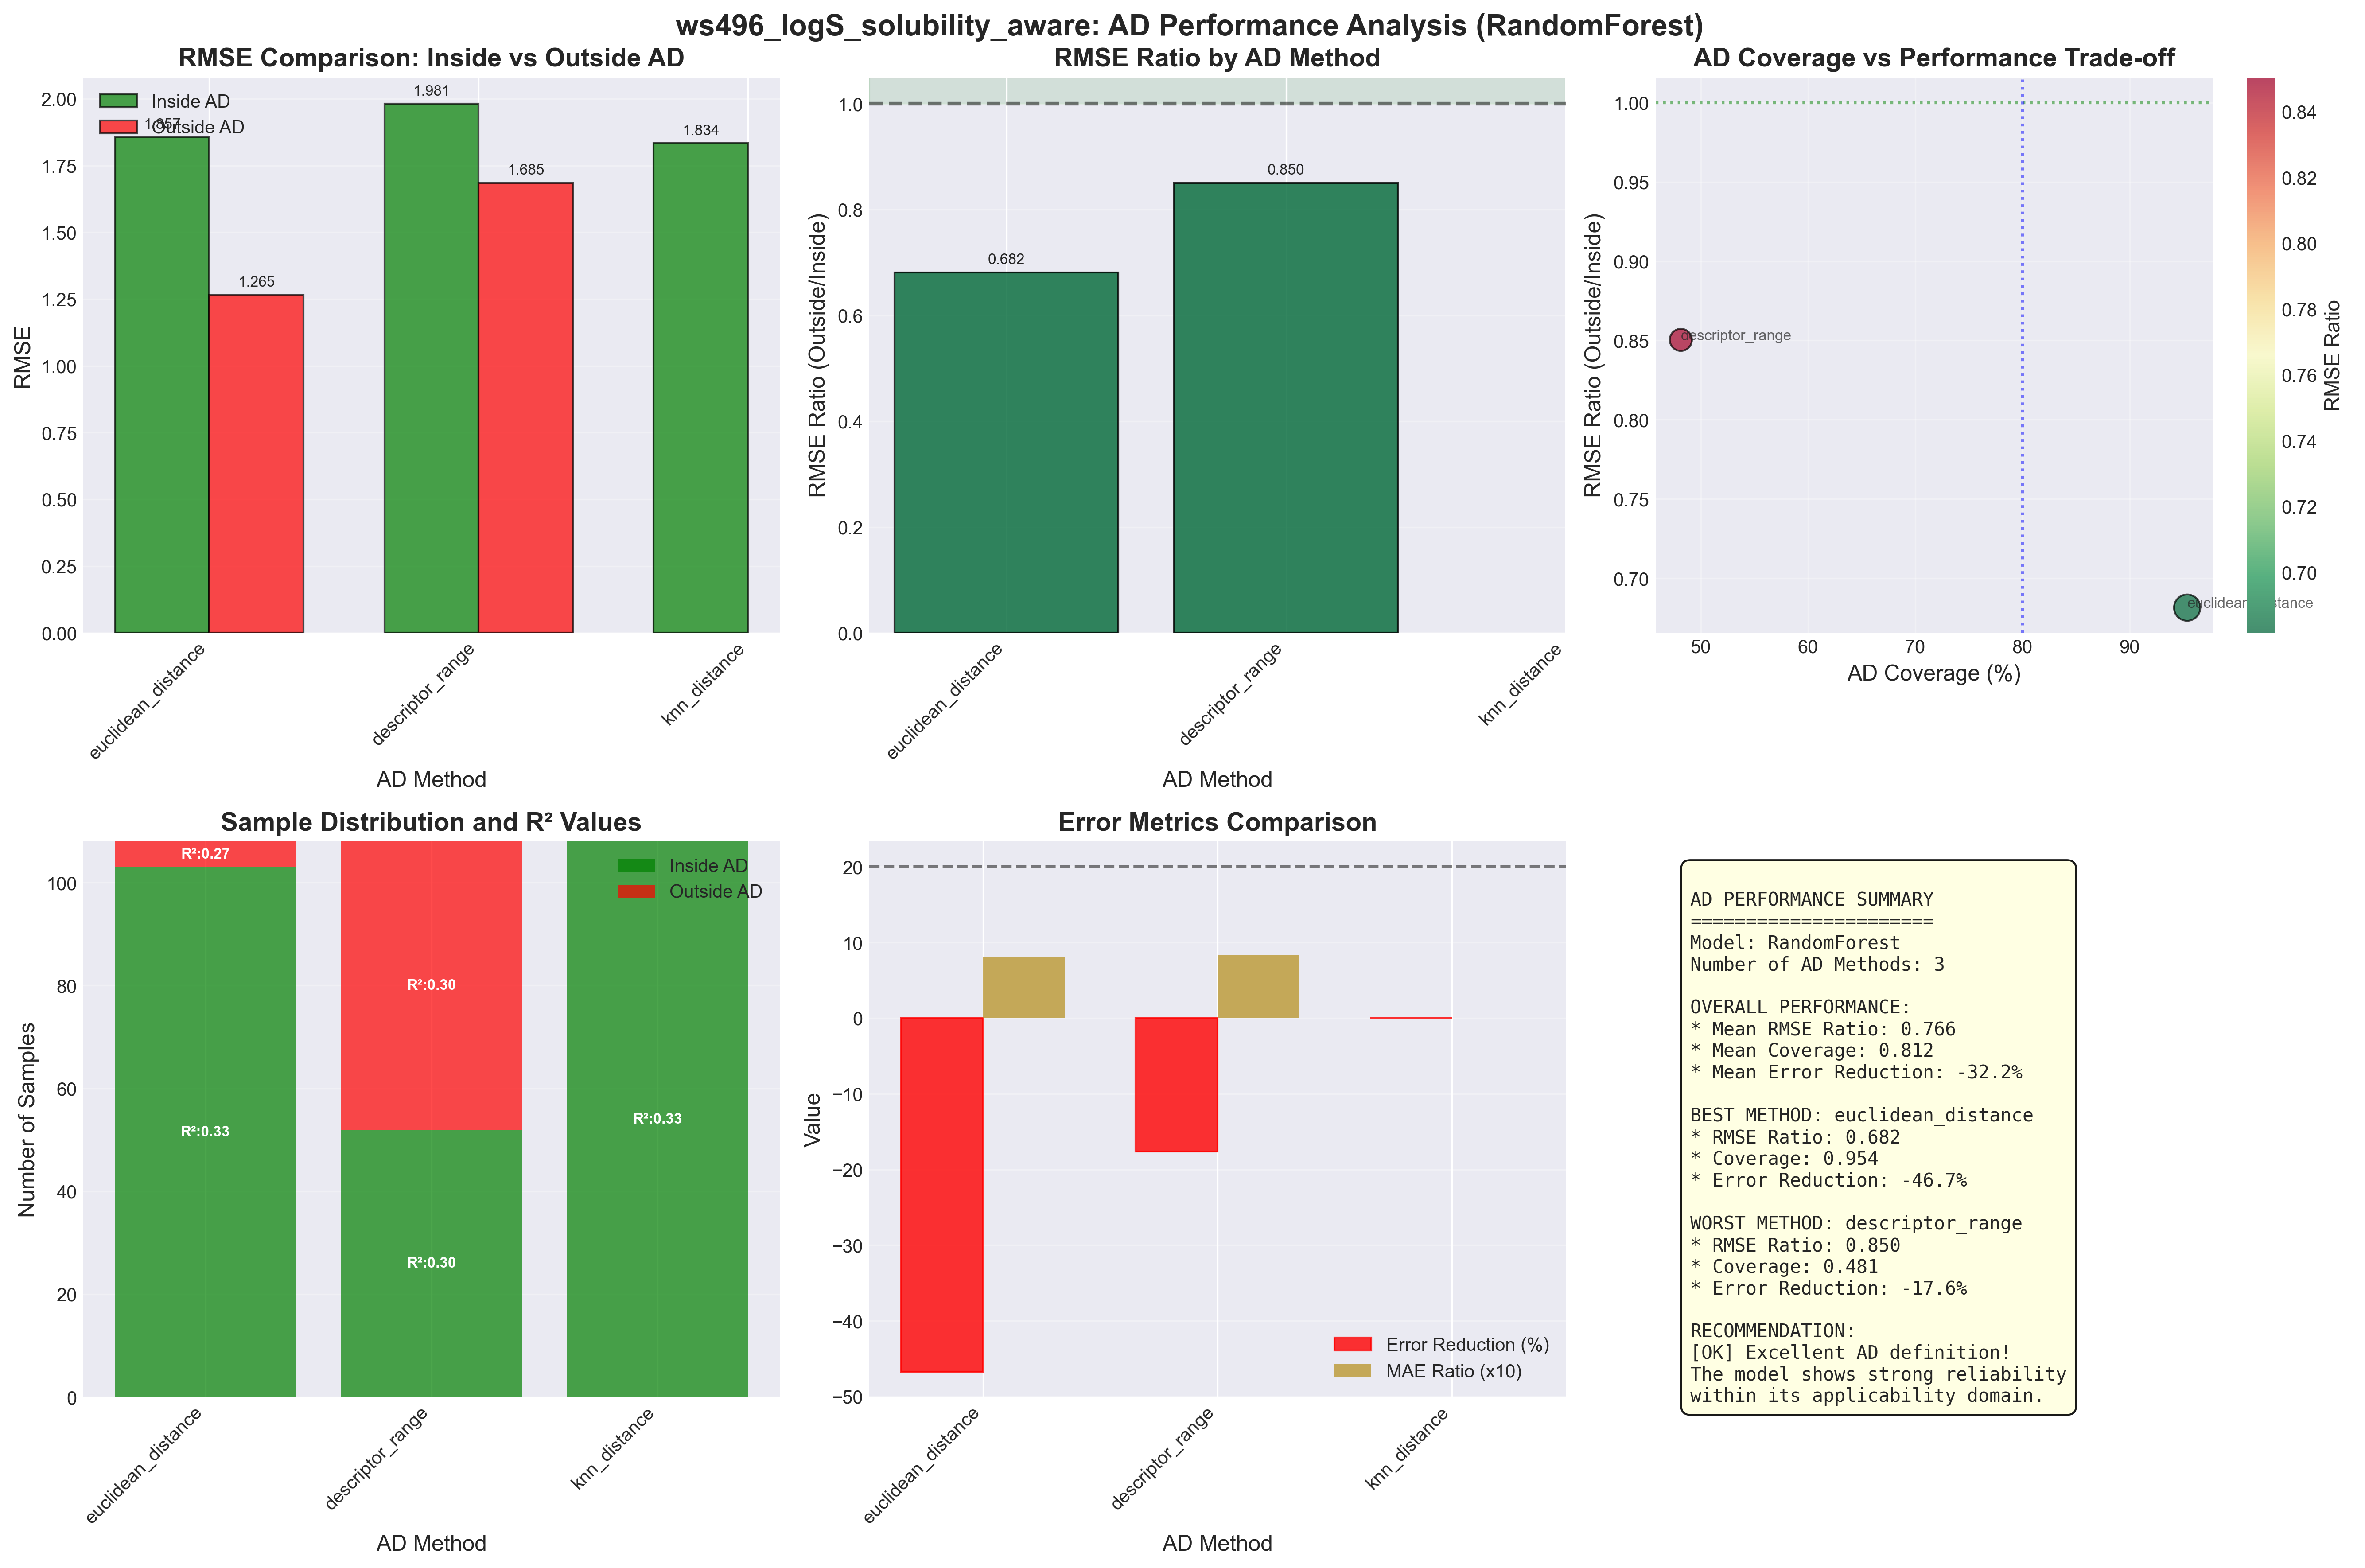 ws496_logS_solubility_aware: AD Performance Analysis (RandomForest)
RMSE Comparison: Inside vs Outside AD
Inside AD
Outside AD
1.857
1.265
1.981
1.685
1.834
2.00
1.75
1.50
1.25
1.00
0.75
0.50
0.25
0.00
RMSE
euclidean_distance
descriptor_range
knn_distance
AD Method
RMSE Ratio by AD Method
1.0
0.8
0.6
0.4
0.2
0.0
0.682
0.850
RMSE Ratio (Outside/Inside)
euclidean_distance
descriptor_range
knn_distance
AD Method
AD Coverage vs Performance Trade-off
1.00
0.95
0.90
0.85
0.80
0.75
0.70
RMSE Ratio (Outside/Inside)
descriptor_range
euclidean_distance
50
60
70
80
90
AD Coverage (%)
0.84
0.82
0.80
0.78
0.76
0.74
0.72
0.70
RMSE Ratio
Sample Distribution and R² Values
Inside AD
Outside AD
R²:0.27
R²:0.33
R²:0.30
R²:0.30
R²:0.33
100
80
60
40
20
0
Number of Samples
euclidean_distance
descriptor_range
knn_distance
AD Method
Error Metrics Comparison
20
10
0
−10
−20
−30
−40
−50
Value
Error Reduction (%)
MAE Ratio (x10)
euclidean_distance
descriptor_range
knn_distance
AD Method
AD PERFORMANCE SUMMARY
======================
Model: RandomForest
Number of AD Methods: 3
OVERALL PERFORMANCE:
* Mean RMSE Ratio: 0.766
* Mean Coverage: 0.812
* Mean Error Reduction: -32.2%
BEST METHOD: euclidean_distance
* RMSE Ratio: 0.682
* Coverage: 0.954
* Error Reduction: -46.7%
WORST METHOD: descriptor_range
* RMSE Ratio: 0.850
* Coverage: 0.481
* Error Reduction: -17.6%
RECOMMENDATION:
[OK] Excellent AD definition!
The model shows strong reliability
within its applicability domain.